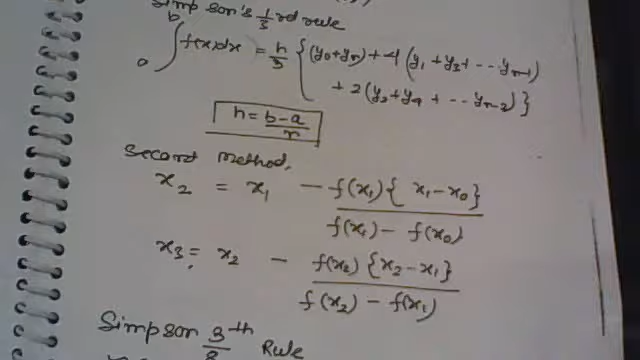 Simpson's 1/3 rd rule
b
∫ f(x)dx = h/3 { (y0+yn) + 4 (y1+y3+ --- yn-1)
a
+ 2 (y2+y4 + --- yn-2) }
h = b-a/n
Secant method,
x2 = x1 - f(x1){ x1-x0}/f(x1) - f(x0)
x3 = x2 - f(x2) {x2-x1}/f(x2) - f(x1)
Simpson 3/8 th Rule